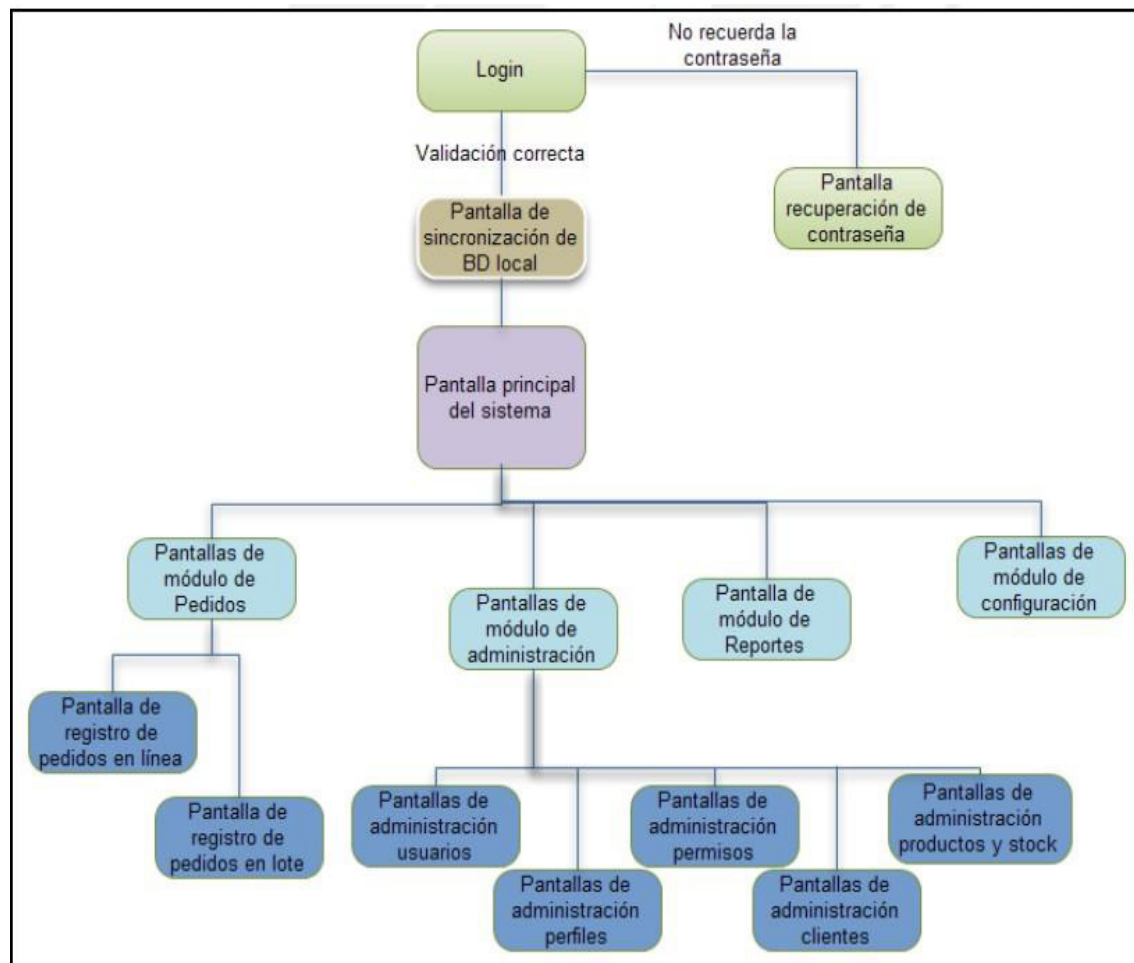 No recuerda la
contraseña
Login
Validación correcta
Pantalla
recuperación de
contraseña
Pantalla de
sincronización de
BD local
Pantalla principal
del sistema
Pantallas de
módulo de
Pedidos
Pantallas de
módulo de
administración
Pantalla de
módulo de
Reportes
Pantallas de
módulo de
configuración
Pantalla de
registro de
pedidos en línea
Pantalla de
registro de
pedidos en lote
Pantallas de
administración
usuarios
Pantallas de
administración
perfiles
Pantallas de
administración
permisos
Pantallas de
administración
clientes
Pantallas de
administración
productos y stock